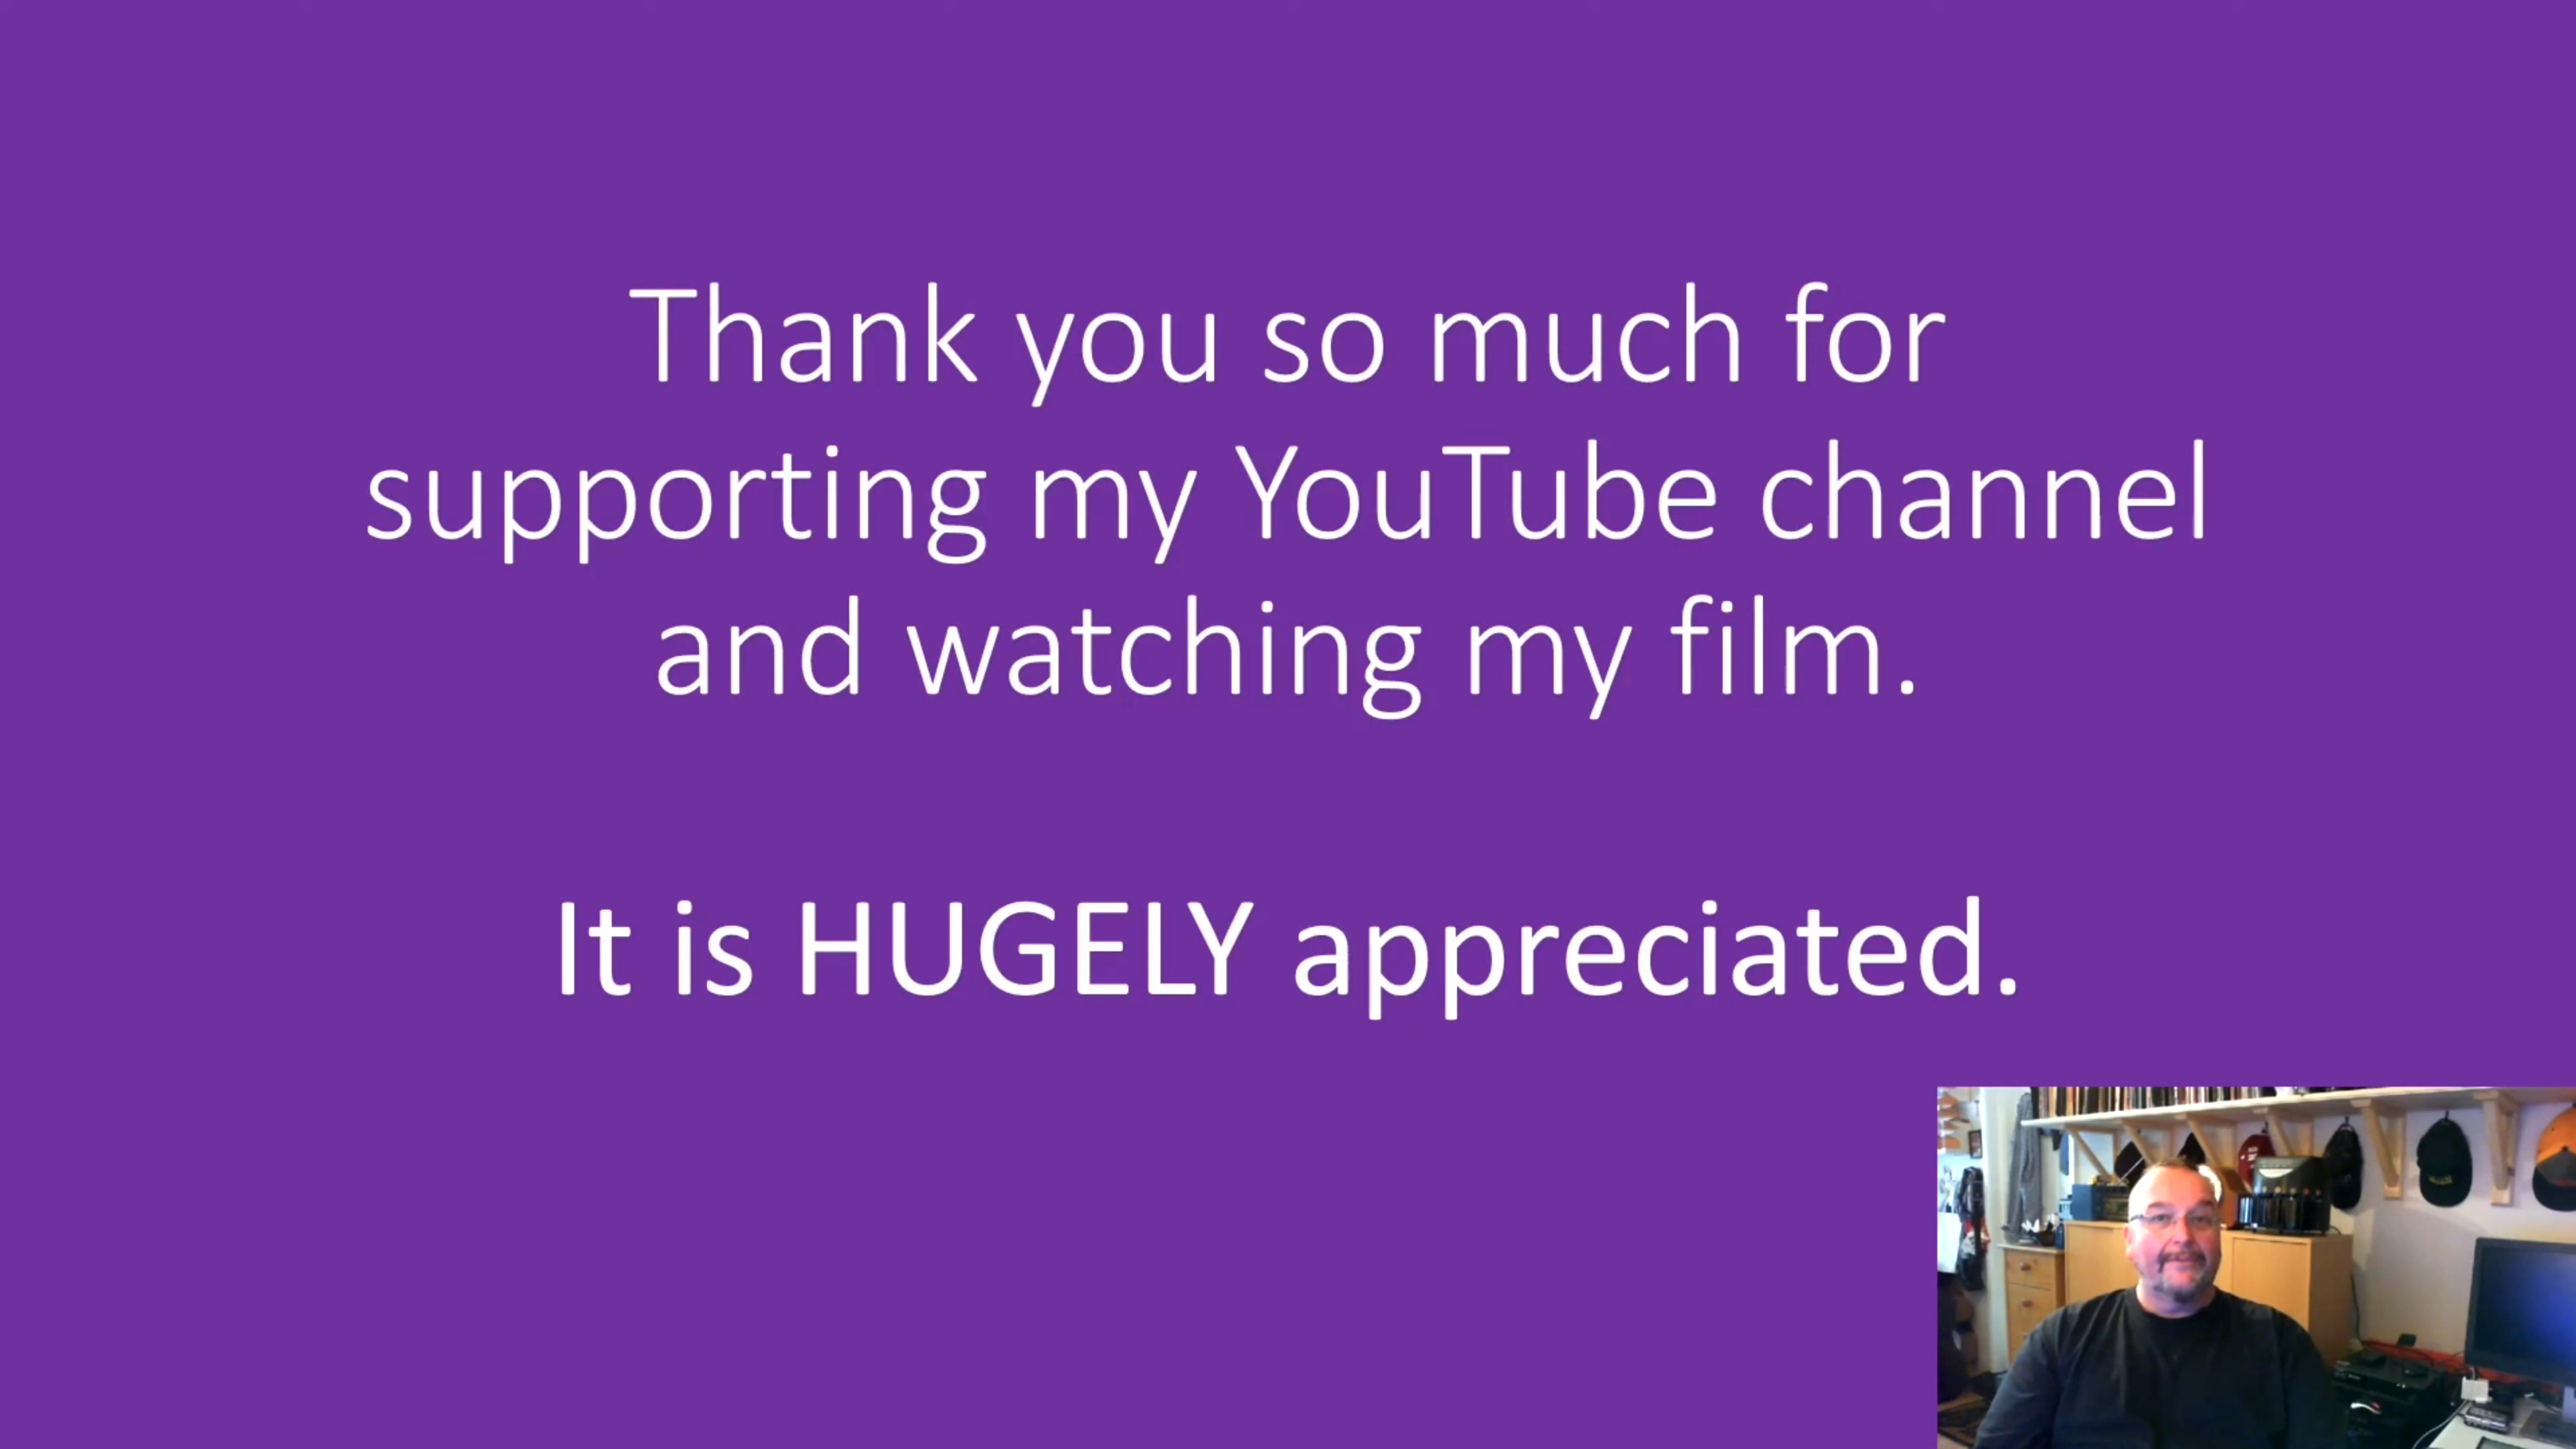 Thank you so much for
supporting my YouTube channel
and watching my film.
It is HUGELY appreciated.